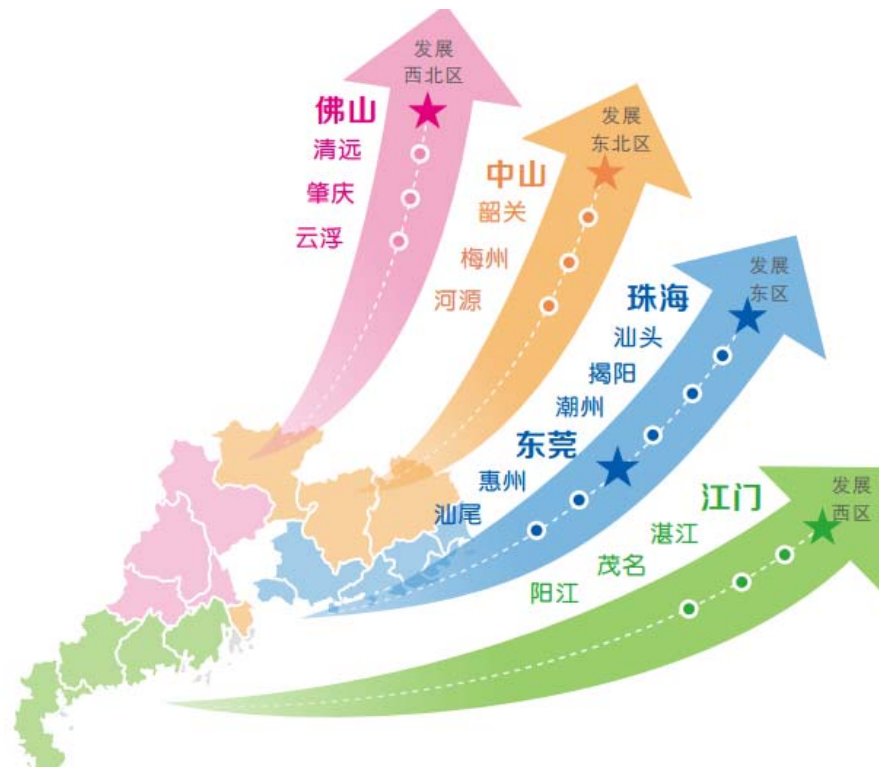 发展
西北区
佛山
清远
肇庆
云浮
发展
东北区
中山
韶关
梅州
河源
发展
东区
珠海
汕头
揭阳
潮州
东莞
惠州
汕尾
发展
西区
江门
湛江
茂名
阳江